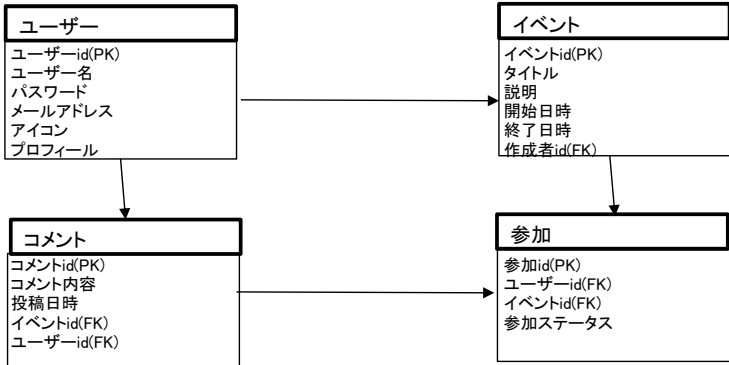 ユーザー
ユーザーid(PK)
ユーザー名
パスワード
メールアドレス
アイコン
プロフィール
イベント
イベントid(PK)
タイトル
説明
開始日時
終了日時
作成者id(FK)
コメント
コメントid(PK)
コメント内容
投稿日時
イベントid(FK)
ユーザーid(FK)
参加
参加id(PK)
ユーザーid(FK)
イベントid(FK)
参加ステータス